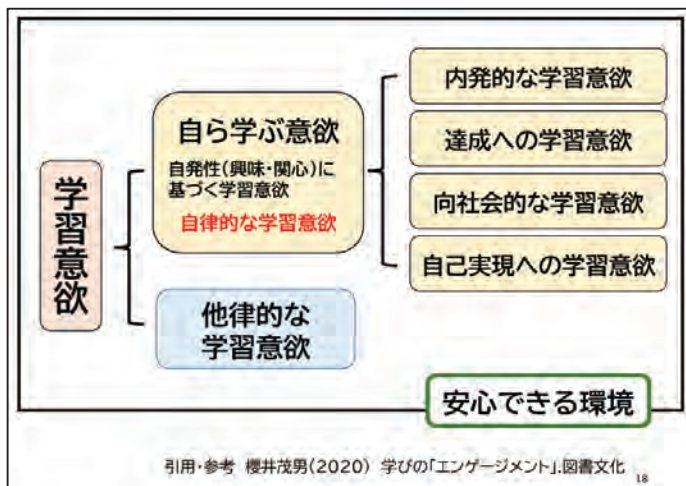 学習意欲
自ら学ぶ意欲
自発性(興味・関心)に
基づく学習意欲
自律的な学習意欲
他律的な
学習意欲
内発的な学習意欲
達成への学習意欲
向社会的な学習意欲
自己実現への学習意欲
安心できる環境
引用・参考 櫻井茂男(2020) 学びの「エンゲージメント」.図書文化
18